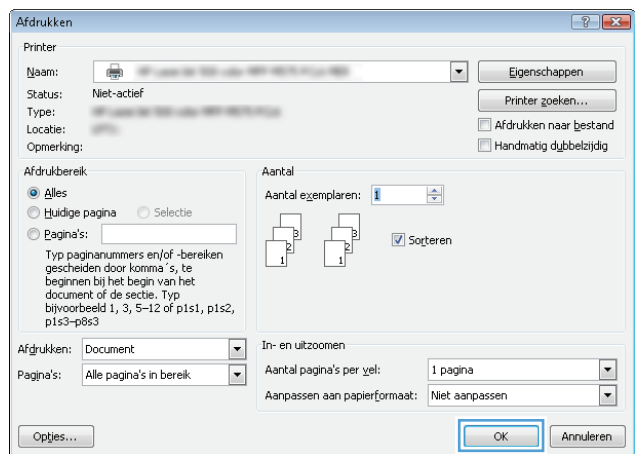 Afdrukken
Printer
Naam:
Eigenschappen
Status: Niet-actief
Printer zoeken...
Type:
Locatie:
Afdrukken naar bestand
Opmerking:
Handmatig dubbelzijdig
Afdrukbereik
Alles
Huidige pagina Selectie
Pagina's:
Typ paginanummers en/of -bereiken
gescheiden door komma´s, te
beginnen bij het begin van het
document of de sectie. Typ
bijvoorbeeld 1, 3, 5–12 of p1s1, p1s2,
p1s3–p8s3
Aantal
Aantal exemplaren: 1
3 3
2 2
1 1
Sorteren
Afdrukken: Document
Pagina's: Alle pagina's in bereik
In- en uitzoomen
Aantal pagina's per vel: 1 pagina
Aanpassen aan papierformaat: Niet aanpassen
Opties...
OK
Annuleren